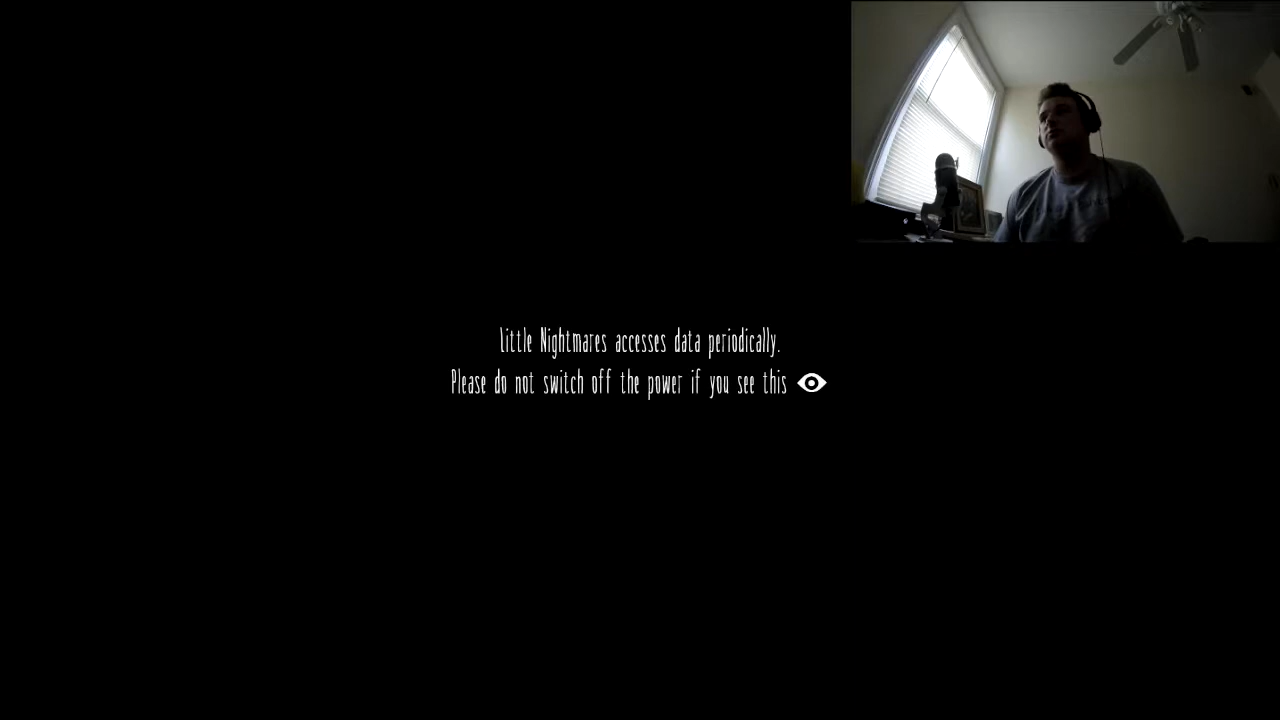 Little Nightmares accesses data periodically.
Please do not switch off the power if you see this